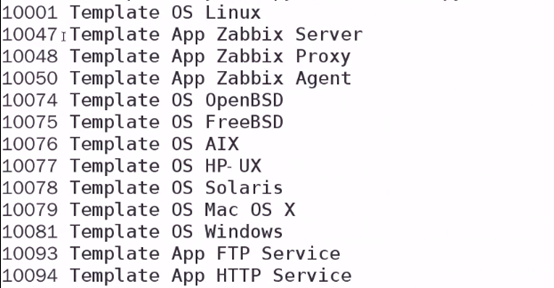 10001 Template OS Linux
10047 Template App Zabbix Server
10048 Template App Zabbix Proxy
10050 Template App Zabbix Agent
10074 Template OS OpenBSD
10075 Template OS FreeBSD
10076 Template OS AIX
10077 Template OS HP-UX
10078 Template OS Solaris
10079 Template OS Mac OS X
10081 Template OS Windows
10093 Template App FTP Service
10094 Template App HTTP Service